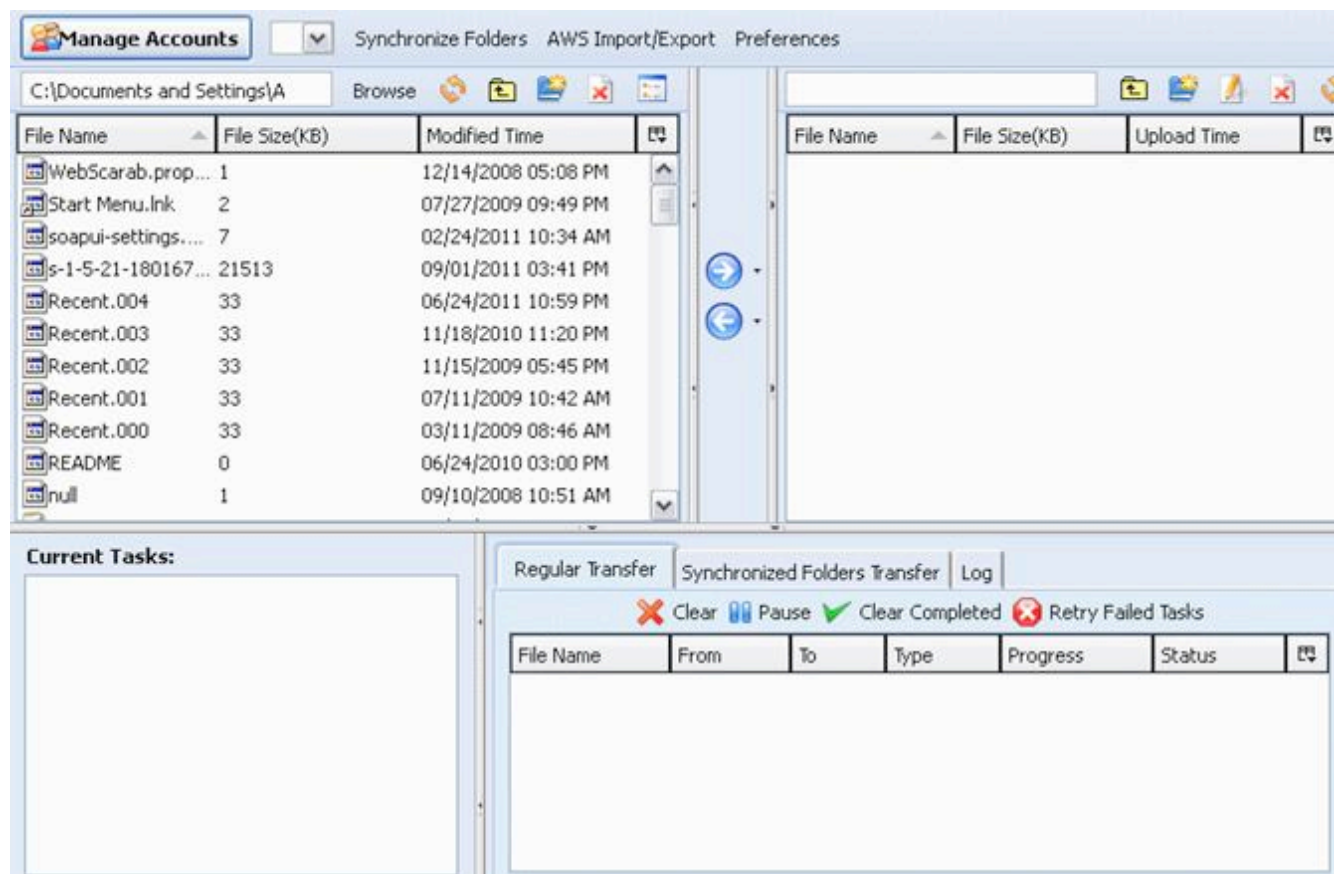 Manage Accounts Synchronize Folders AWS Import/Export Preferences
C:\Documents and Settings\A Browse
File Name File Size(KB) Modified Time
WebScarab.prop... 1 12/14/2008 05:08 PM
Start Menu.lnk 2 07/27/2009 09:49 PM
soapui-settings.... 7 02/24/2011 10:34 AM
s-1-5-21-180167... 21513 09/01/2011 03:41 PM
Recent.004 33 06/24/2011 10:59 PM
Recent.003 33 11/18/2010 11:20 PM
Recent.002 33 11/15/2009 05:45 PM
Recent.001 33 07/11/2009 10:42 AM
Recent.000 33 03/11/2009 08:46 AM
README 0 06/24/2010 03:00 PM
null 1 09/10/2008 10:51 AM
File Name File Size(KB) Upload Time
Current Tasks:
Regular Transfer Synchronized Folders Transfer Log
Clear Pause Clear Completed Retry Failed Tasks
File Name From To Type Progress Status